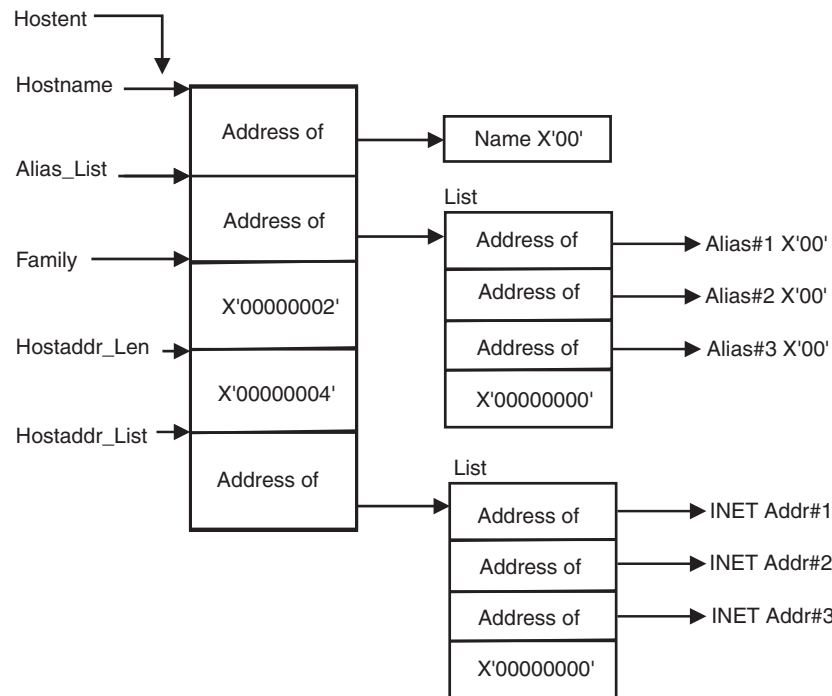 Hostent
Hostname
Address of
Name X'00'
Alias_List
List
Address of
Address of
Alias#1 X'00'
Family
Address of
Alias#2 X'00'
X'00000002'
Hostaddr_Len
Address of
Alias#3 X'00'
X'00000004'
X'00000000'
Hostaddr_List
List
Address of
Address of
INET Addr#1
Address of
INET Addr#2
Address of
INET Addr#3
X'00000000'